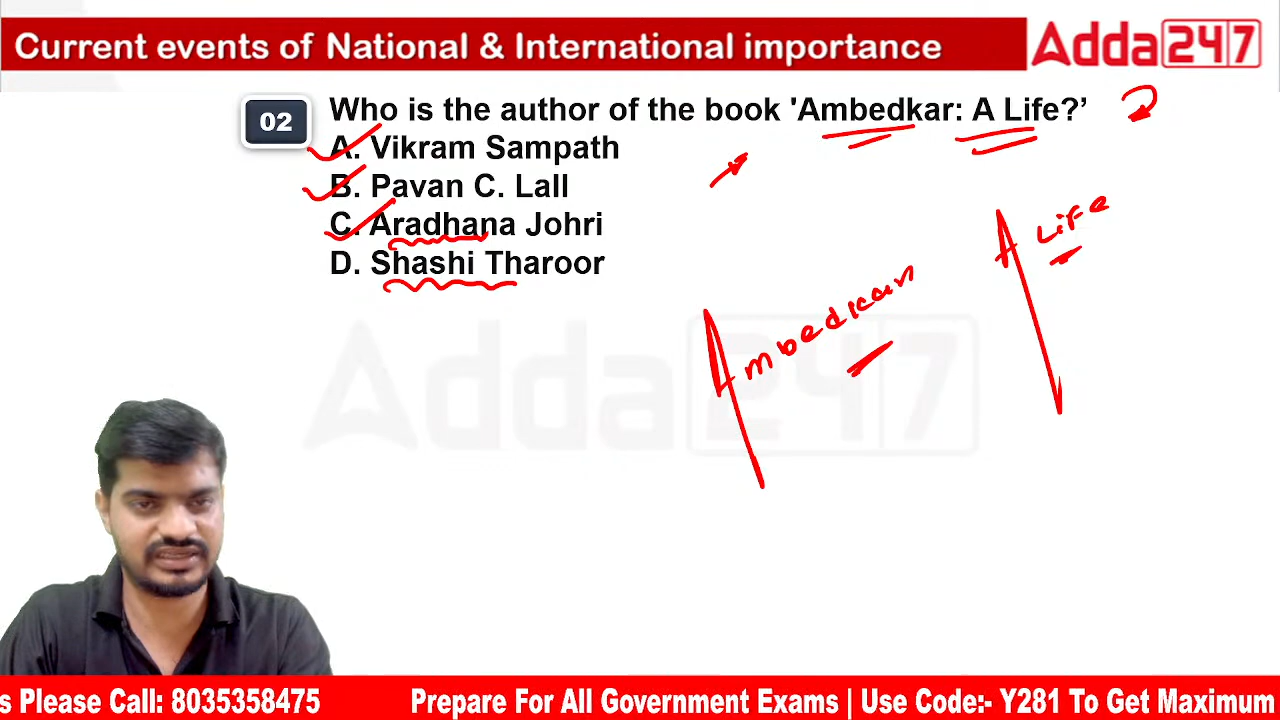 Current events of National & International importance
Adda247
02
Who is the author of the book 'Ambedkar: A Life?’
A. Vikram Sampath
B. Pavan C. Lall
C. Aradhana Johri
D. Shashi Tharoor
A Life
Ambedkar
Adda247
s Please Call: 8035358475 Prepare For All Government Exams | Use Code:- Y281 To Get Maximum